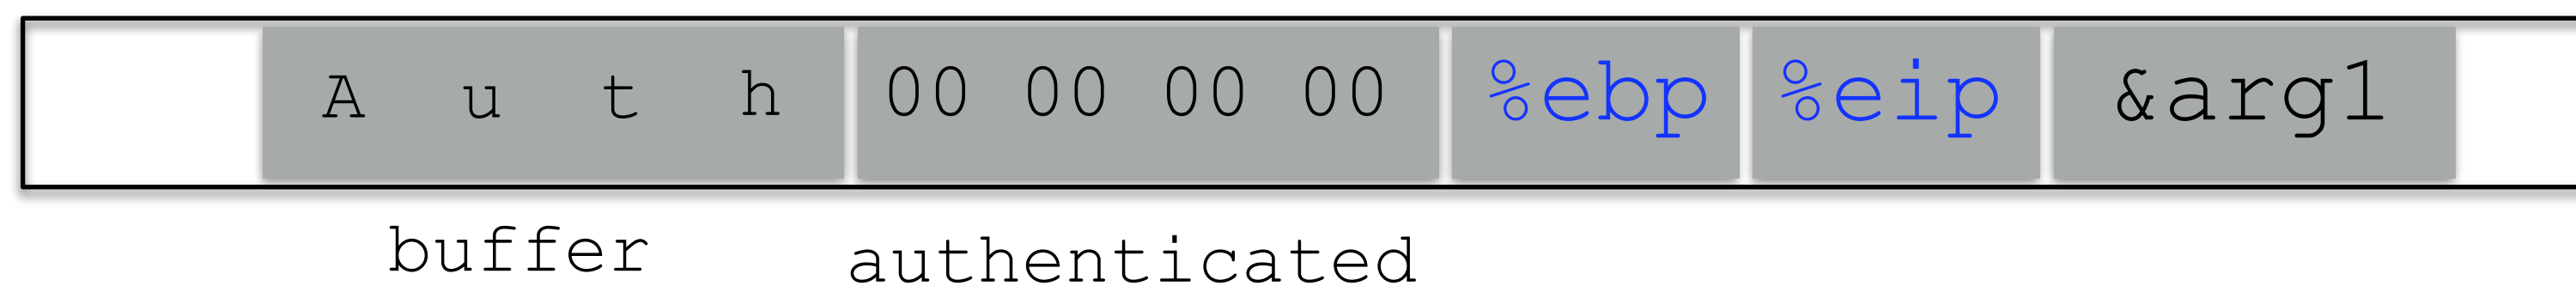 A u t h 00 00 00 00 %ebp %eip &arg1
buffer authenticated